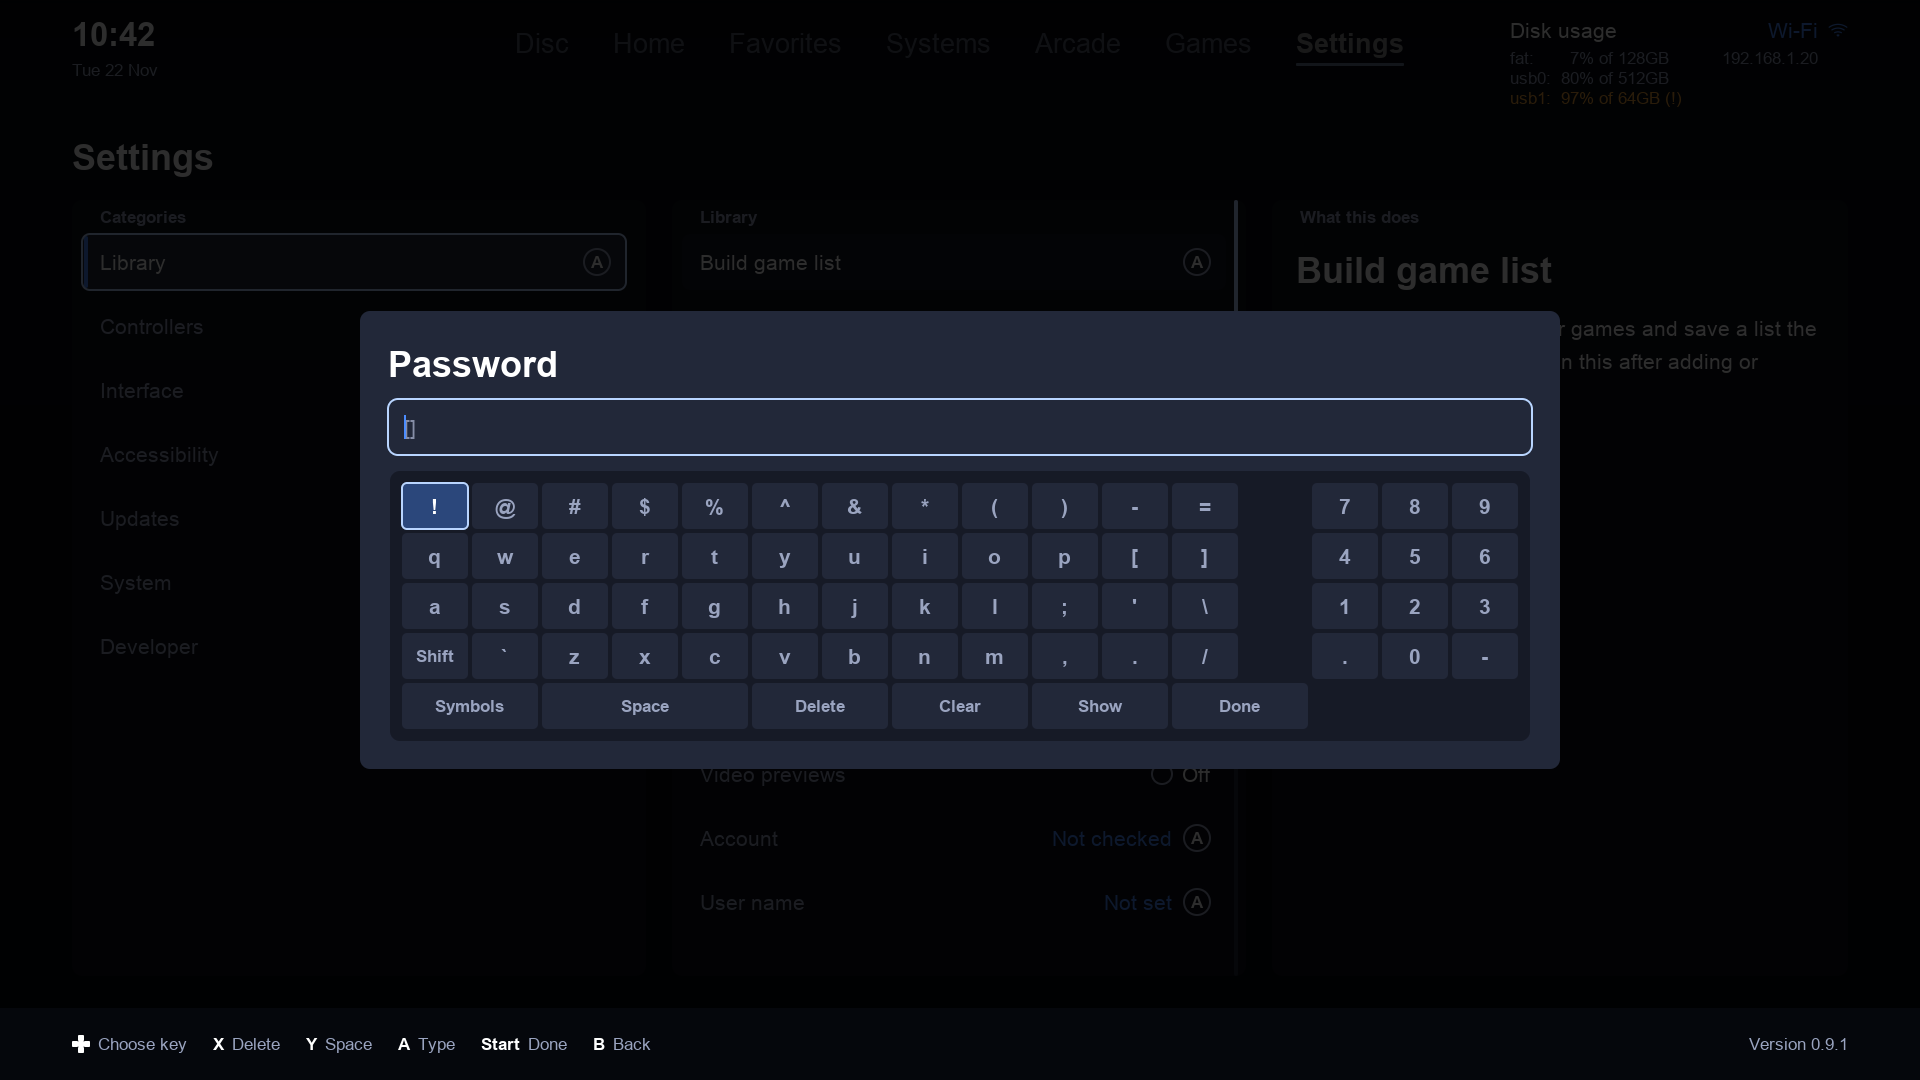 10:42
Tue 22 Nov
Disc Home Favorites Systems Arcade Games Settings
Disk usage
fat: 7% of 128GB
usb0: 80% of 512GB
usb1: 97% of 64GB (!)
Wi-Fi
192.168.1.20
Settings
Categories
Library A
Controllers
Interface
Accessibility
Updates
System
Developer
Library
Build game list A
What this does
Build game list
r games and save a list the
n this after adding or
Password
[]
! @ # $ % ^ & * ( ) - = 7 8 9
q w e r t y u i o p [ ] 4 5 6
a s d f g h j k l ; ' \ 1 2 3
Shift ` z x c v b n m , . / . 0 -
Symbols Space Delete Clear Show Done
Video previews Off
Account Not checked A
User name Not set A
Choose key X Delete Y Space A Type Start Done B Back
Version 0.9.1